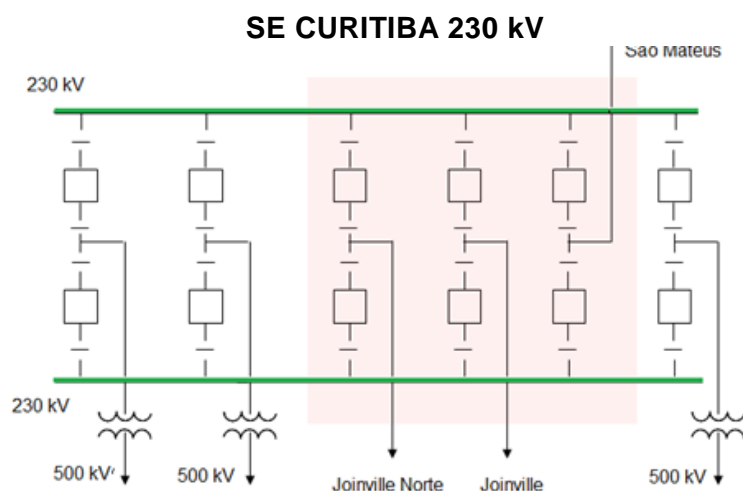 SE CURITIBA 230 kV
São Mateus
230 kV
230 kV
500 kV
500 kV
Joinville Norte
Joinville
500 kV